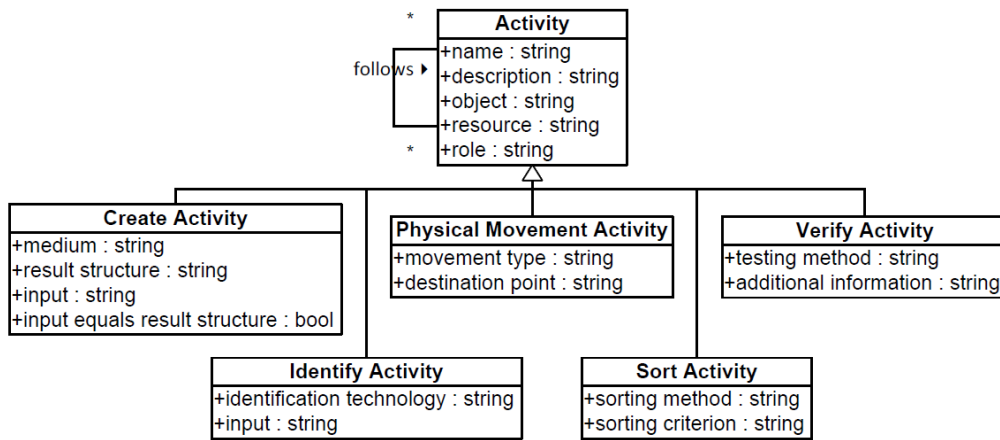 *
Activity
+name : string
follows
+description : string
+object : string
+resource : string
*
+role : string
Create Activity
+medium : string
+result structure : string
+input : string
+input equals result structure : bool
Physical Movement Activity
+movement type : string
+destination point : string
Verify Activity
+testing method : string
+additional information : string
Identify Activity
+identification technology : string
+input : string
Sort Activity
+sorting method : string
+sorting criterion : string